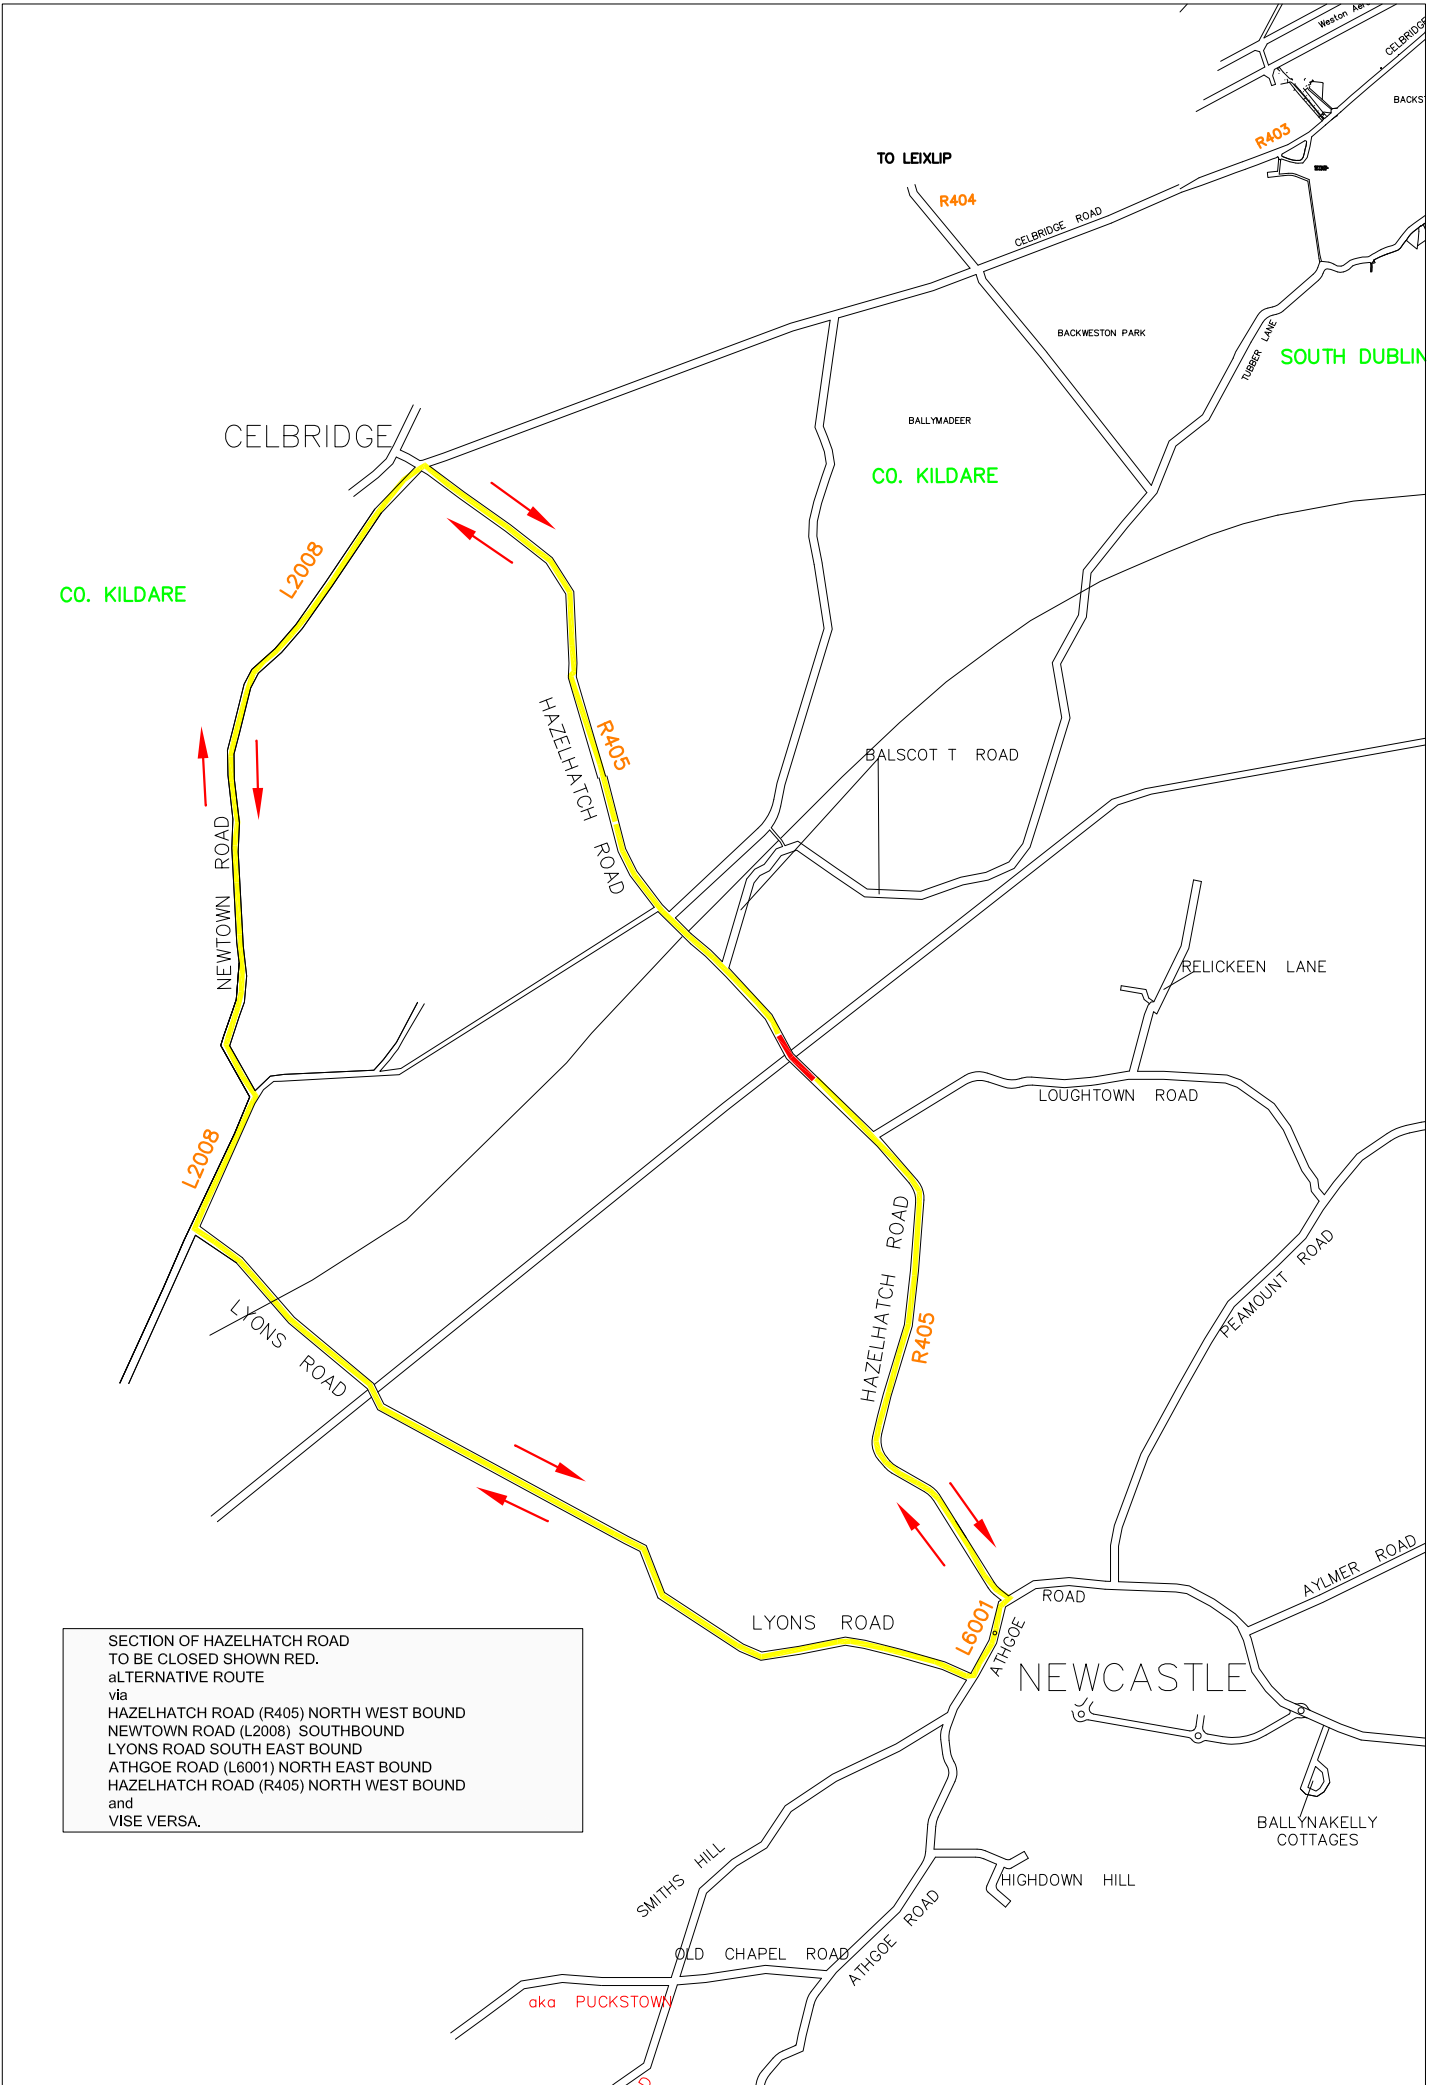 Weston
CELBRIDGE
BACKS
R403
TO LEIXLIP
R404
CELBRIDGE ROAD
BACKWESTON PARK
TUBBER LANE
SOUTH DUBLIN
BALLYMADEER
CELBRIDGE
CO. KILDARE
L2008
CO. KILDARE
HAZELHATCH ROAD
R405
BALSCOT T ROAD
NEWTOWN ROAD
RELICKEEN LANE
LOUGHTOWN ROAD
L2008
HAZELHATCH ROAD
R405
PEAMOUNT ROAD
LYONS ROAD
AYLMER ROAD
ROAD
L6001
ATHGOE
LYONS ROAD
NEWCASTLE
SECTION OF HAZELHATCH ROAD
TO BE CLOSED SHOWN RED.
aLTERNATIVE ROUTE
via
HAZELHATCH ROAD (R405) NORTH WEST BOUND
NEWTOWN ROAD (L2008) SOUTHBOUND
LYONS ROAD SOUTH EAST BOUND
ATHGOE ROAD (L6001) NORTH EAST BOUND
HAZELHATCH ROAD (R405) NORTH WEST BOUND
and
VISE VERSA.
BALLYNAKELLY
COTTAGES
SMITHS HILL
HIGHDOWN HILL
ATHGOE ROAD
OLD CHAPEL ROAD
aka PUCKSTOWN